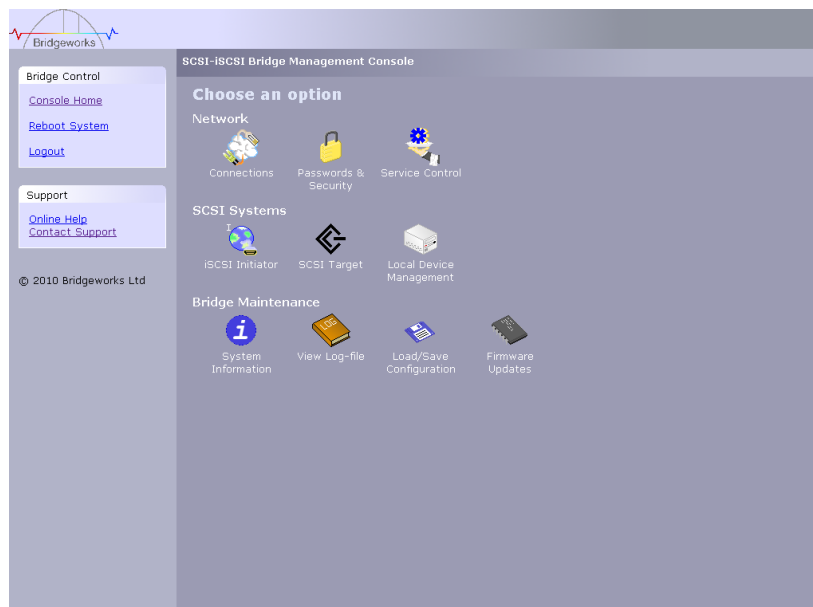 Bridgeworks
SCSI-iSCSI Bridge Management Console
Bridge Control
Console Home
Reboot System
Logout
Support
Online Help
Contact Support
© 2010 Bridgeworks Ltd
Choose an option
Network
Connections
Passwords &
Security
Service Control
SCSI Systems
I
iSCSI Initiator
SCSI Target
Local Device
Management
Bridge Maintenance
i
System
Information
LOG
View Log-file
Load/Save
Configuration
Firmware
Updates